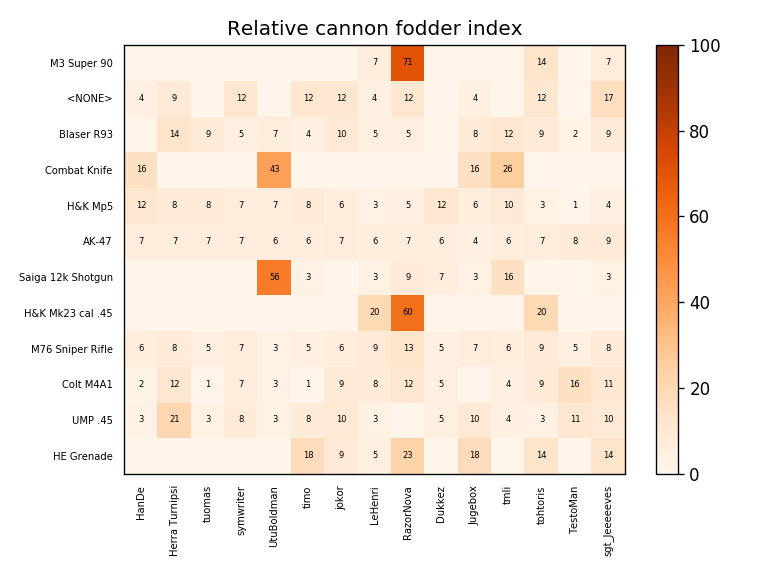 Relative cannon fodder index
M3 Super 90 7 71 14 7
<NONE> 4 9 12 12 12 4 12 4 12 17
Blaser R93 14 9 5 7 4 10 5 5 8 12 9 2 9
Combat Knife 16 43 16 26
H&K Mp5 12 8 8 7 7 8 6 3 5 12 6 10 3 1 4
AK-47 7 7 7 7 6 6 7 6 7 6 4 6 7 8 9
Saiga 12k Shotgun 56 3 3 9 7 3 16 3
H&K Mk23 cal .45 20 60 20
M76 Sniper Rifle 6 8 5 7 3 5 6 9 13 5 7 6 9 5 8
Colt M4A1 2 12 1 7 3 1 9 8 12 5 4 9 16 11
UMP .45 3 21 3 8 3 8 10 3 5 10 4 3 11 10
HE Grenade 18 9 5 23 18 14 14
HanDe
Herra Turnipsi
tuomas
symwriter
UtuBoldman
timo
jokor
LeHenri
RazorNova
Dukkez
Jugebox
tmli
tohtoris
TestoMan
sgt_Jeeeeeves
100
80
60
40
20
0